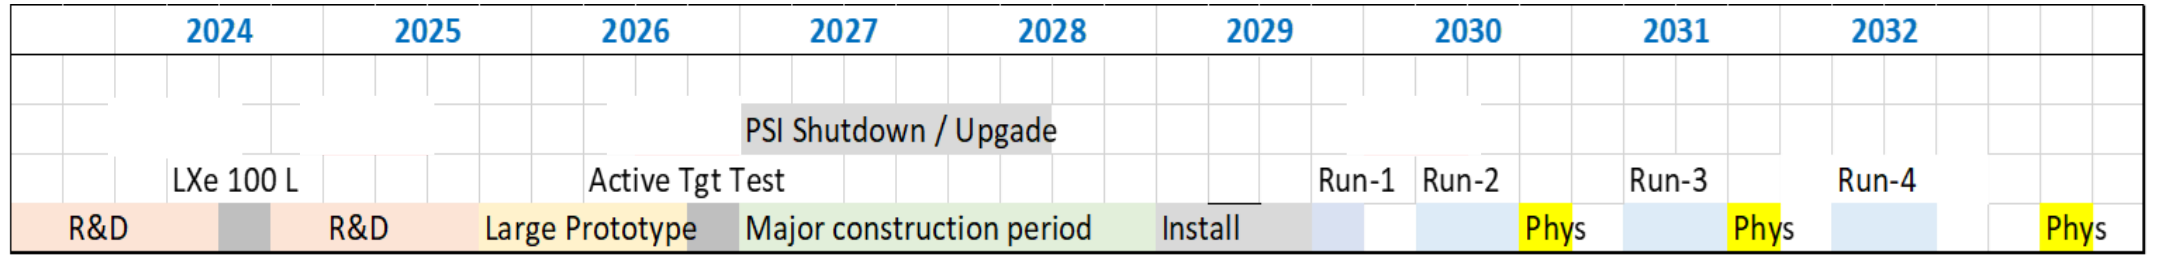 2024 2025 2026 2027 2028 2029 2030 2031 2032
PSI Shutdown / Upgade
LXe 100 L Active Tgt Test Run-1 Run-2 Run-3 Run-4
R&D R&D Large Prototype Major construction period Install Phys Phys Phys